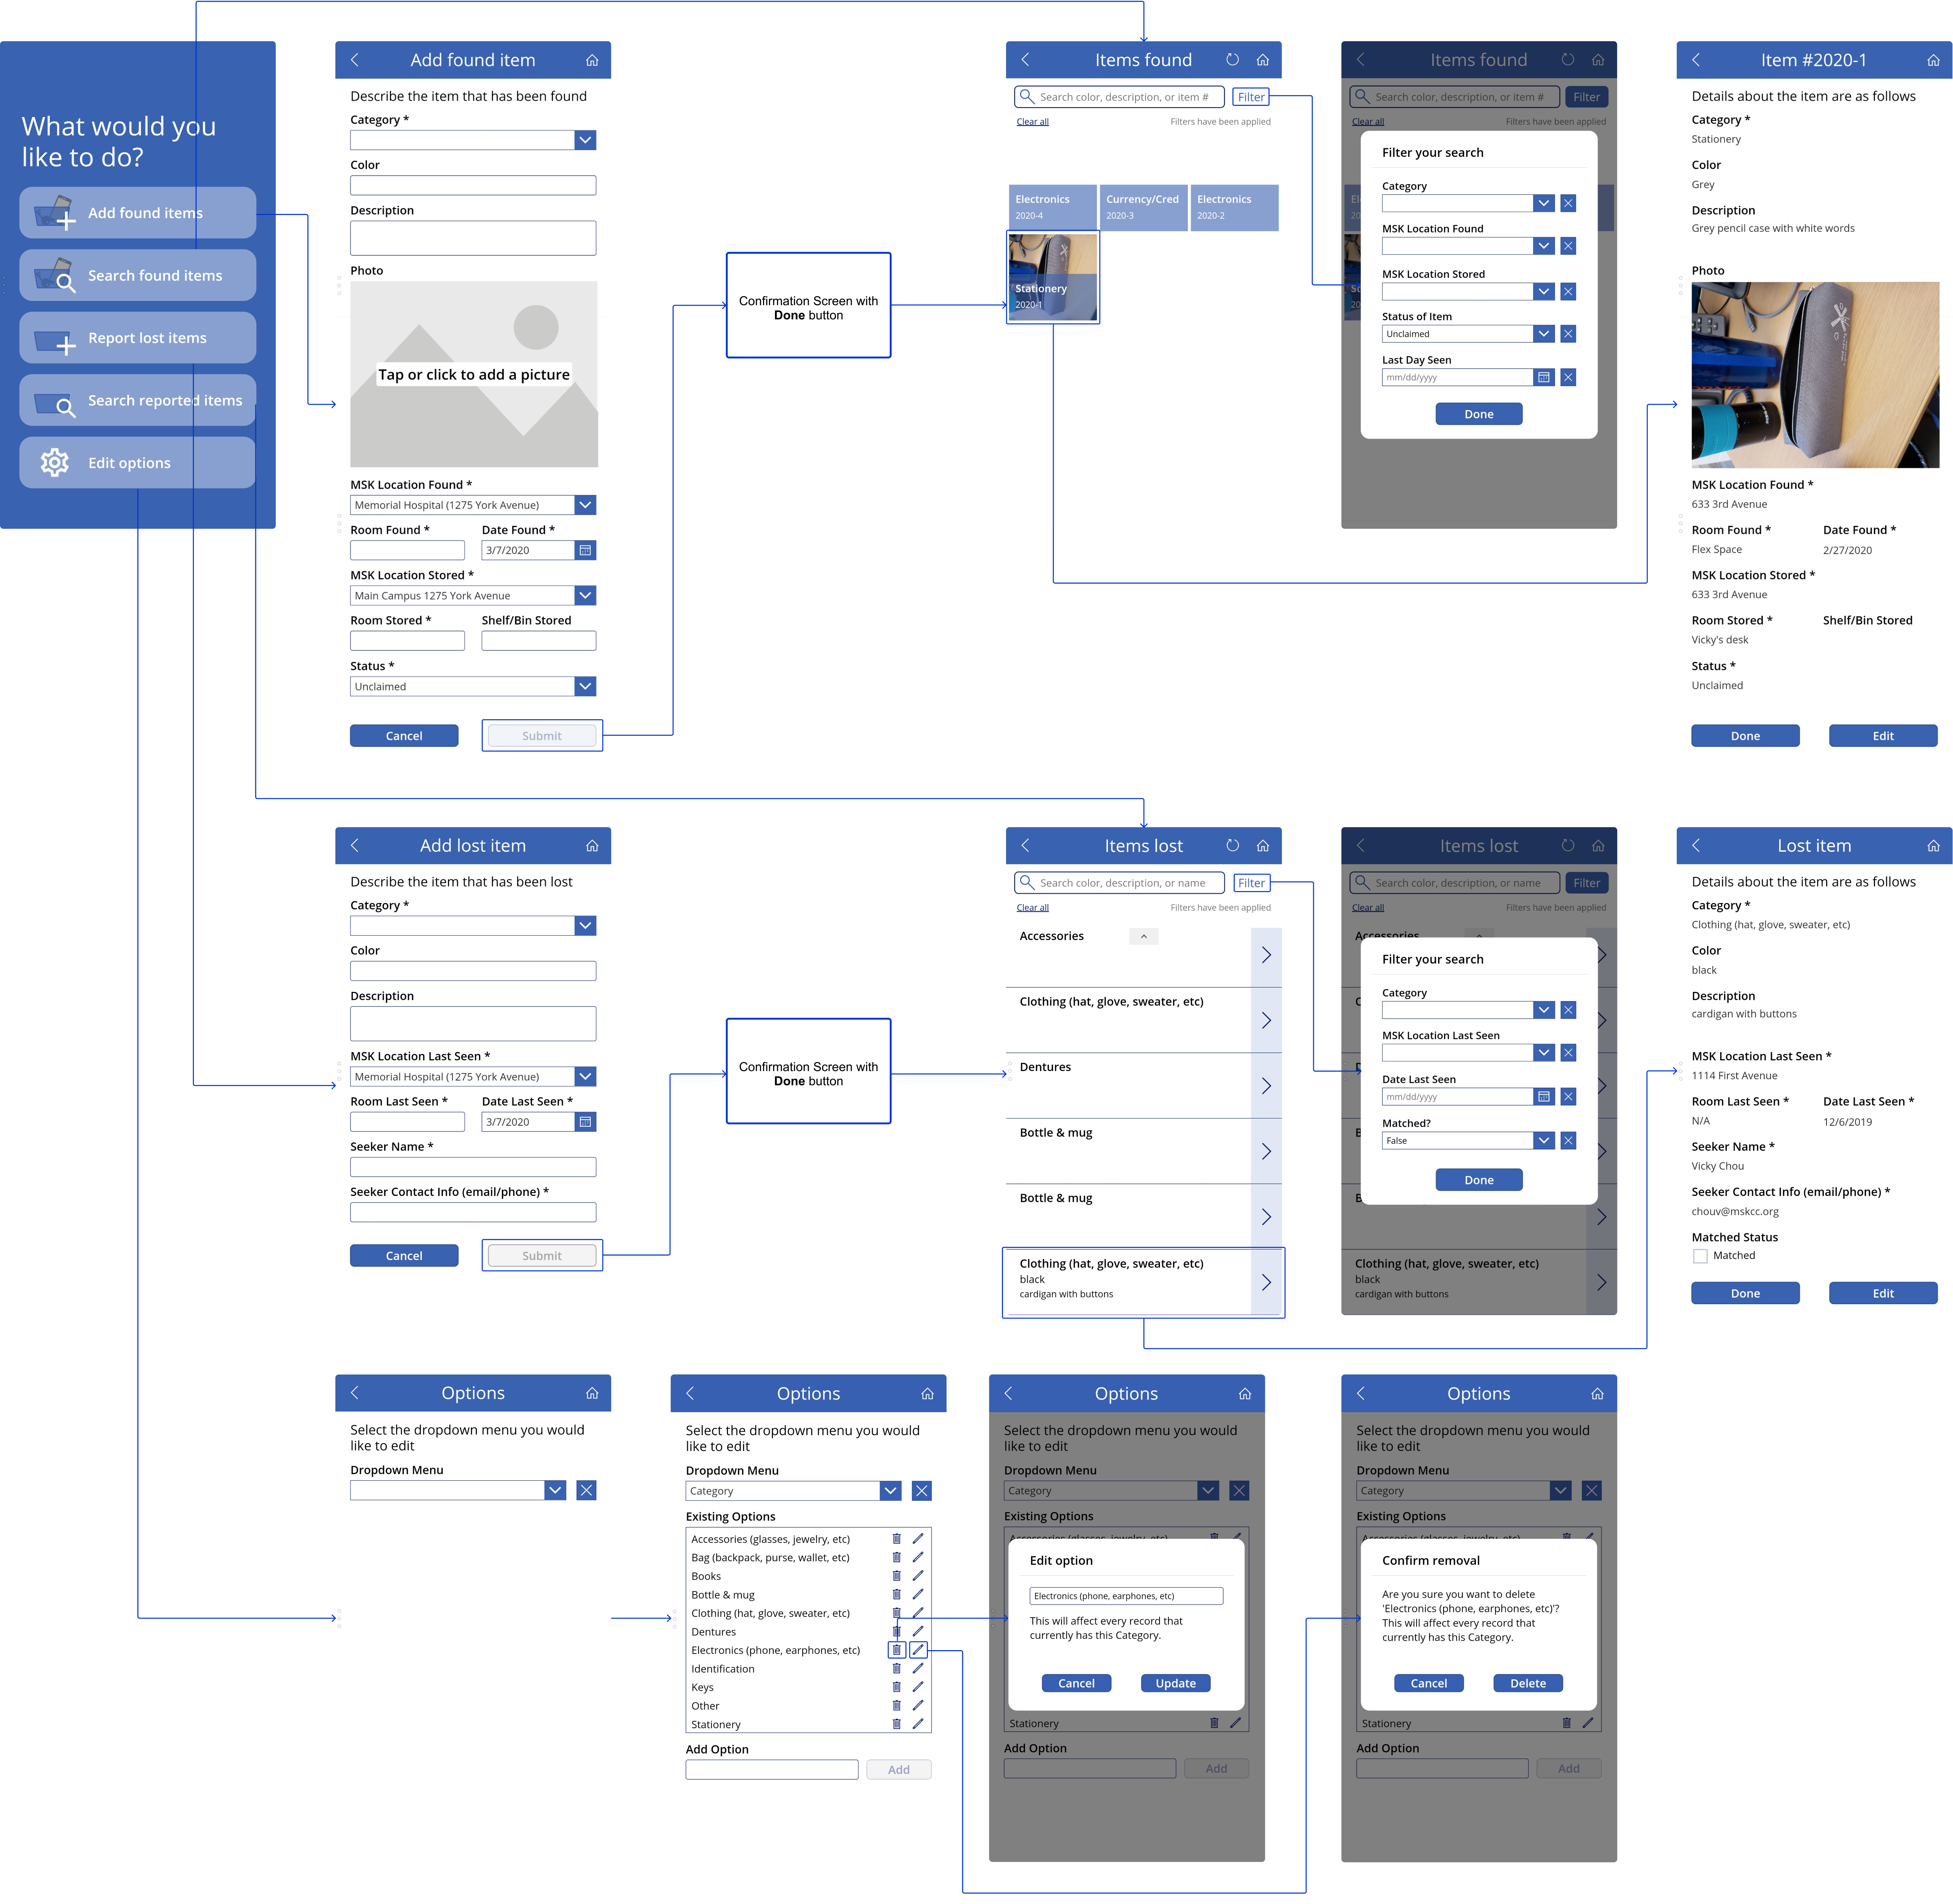 What would you
like to do?
Add found items
Search found items
Report lost items
Search reported items
Edit options
Add found item
Describe the item that has been found
Category *
Color
Description
Photo
Tap or click to add a picture
MSK Location Found *
Memorial Hospital (1275 York Avenue)
Room Found *
Date Found *
3/7/2020
MSK Location Stored *
Main Campus 1275 York Avenue
Room Stored *
Shelf/Bin Stored
Status *
Unclaimed
Cancel
Submit
Confirmation Screen with
Done button
Items found
Search color, description, or item #
Filter
Clear all
Filters have been applied
Electronics
2020-4
Currency/Cred
2020-3
Electronics
2020-2
Stationery
2020-1
Items found
Search color, description, or item #
Filter
Clear all
Filters have been applied
Filter your search
Category
MSK Location Found
MSK Location Stored
Status of Item
Unclaimed
Last Day Seen
mm/dd/yyyy
Done
Item #2020-1
Details about the item are as follows
Category *
Stationery
Color
Grey
Description
Grey pencil case with white words
Photo
MSK Location Found *
633 3rd Avenue
Room Found *
Date Found *
Flex Space
2/27/2020
MSK Location Stored *
633 3rd Avenue
Room Stored *
Shelf/Bin Stored
Vicky's desk
Status *
Unclaimed
Done
Edit
Add lost item
Describe the item that has been lost
Category *
Color
Description
MSK Location Last Seen *
Memorial Hospital (1275 York Avenue)
Room Last Seen *
Date Last Seen *
3/7/2020
Seeker Name *
Seeker Contact Info (email/phone) *
Cancel
Submit
Confirmation Screen with
Done button
Items lost
Search color, description, or name
Filter
Clear all
Filters have been applied
Accessories
Clothing (hat, glove, sweater, etc)
Dentures
Bottle & mug
Bottle & mug
Clothing (hat, glove, sweater, etc)
black
cardigan with buttons
Items lost
Search color, description, or name
Filter
Clear all
Filters have been applied
Accessories
Filter your search
Category
MSK Location Last Seen
Date Last Seen
mm/dd/yyyy
Matched?
False
Done
Clothing (hat, glove, sweater, etc)
black
cardigan with buttons
Lost item
Details about the item are as follows
Category *
Clothing (hat, glove, sweater, etc)
Color
black
Description
cardigan with buttons
MSK Location Last Seen *
1114 First Avenue
Room Last Seen *
Date Last Seen *
N/A
12/6/2019
Seeker Name *
Vicky Chou
Seeker Contact Info (email/phone) *
chouv@mskcc.org
Matched Status
Matched
Done
Edit
Options
Select the dropdown menu you would
like to edit
Dropdown Menu
Options
Select the dropdown menu you would
like to edit
Dropdown Menu
Category
Existing Options
Accessories (glasses, jewelry, etc)
Bag (backpack, purse, wallet, etc)
Books
Bottle & mug
Clothing (hat, glove, sweater, etc)
Dentures
Electronics (phone, earphones, etc)
Identification
Keys
Other
Stationery
Add Option
Add
Options
Select the dropdown menu you would
like to edit
Dropdown Menu
Category
Existing Options
Accessories (glasses, jewelry, etc)
Edit option
Electronics (phone, earphones, etc)
This will affect every record that
currently has this Category.
Cancel
Update
Stationery
Add Option
Add
Options
Select the dropdown menu you would
like to edit
Dropdown Menu
Category
Existing Options
Accessories (glasses, jewelry, etc)
Confirm removal
Are you sure you want to delete
'Electronics (phone, earphones, etc)'?
This will affect every record that
currently has this Category.
Cancel
Delete
Stationery
Add Option
Add